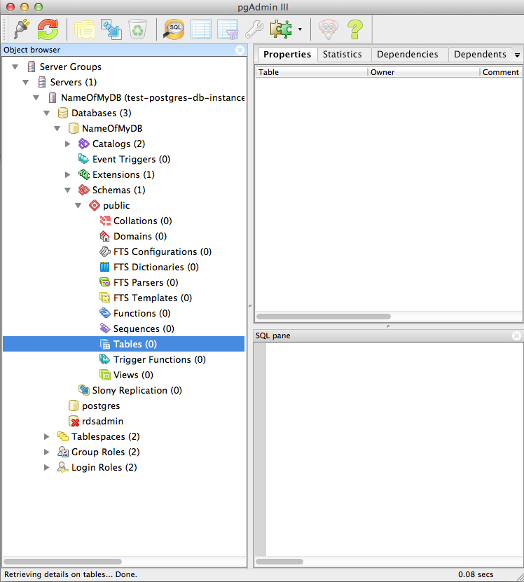 pgAdmin III
SQL
Object browser
Server Groups
Servers (1)
NameOfMyDB (test-postgres-db-instance
Databases (3)
NameOfMyDB
Catalogs (2)
Event Triggers (0)
Extensions (1)
Schemas (1)
public
Collations (0)
Domains (0)
FTS Configurations (0)
FTS Dictionaries (0)
FTS Parsers (0)
FTS Templates (0)
Functions (0)
Sequences (0)
Tables (0)
Trigger Functions (0)
Views (0)
Slony Replication (0)
postgres
rdsadmin
Tablespaces (2)
Group Roles (2)
Login Roles (2)
Properties Statistics Dependencies Dependents
Table Owner Comment
SQL pane
Retrieving details on tables... Done. 0.08 secs